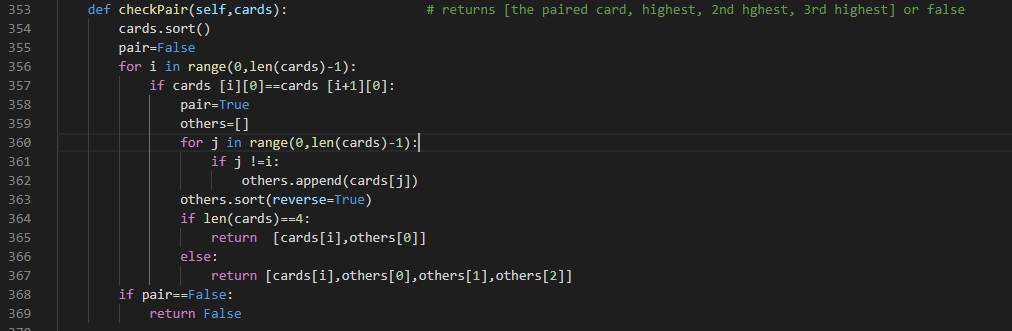 353 def checkPair(self,cards): # returns [the paired card, highest, 2nd hghest, 3rd highest] or false
354 cards.sort()
355 pair=False
356 for i in range(0,len(cards)-1):
357 if cards [i][0]==cards [i+1][0]:
358 pair=True
359 others=[]
360 for j in range(0,len(cards)-1):
361 if j !=i:
362 others.append(cards[j])
363 others.sort(reverse=True)
364 if len(cards)==4:
365 return  [cards[i],others[0]]
366 else:
367 return [cards[i],others[0],others[1],others[2]]
368 if pair==False:
369 return False